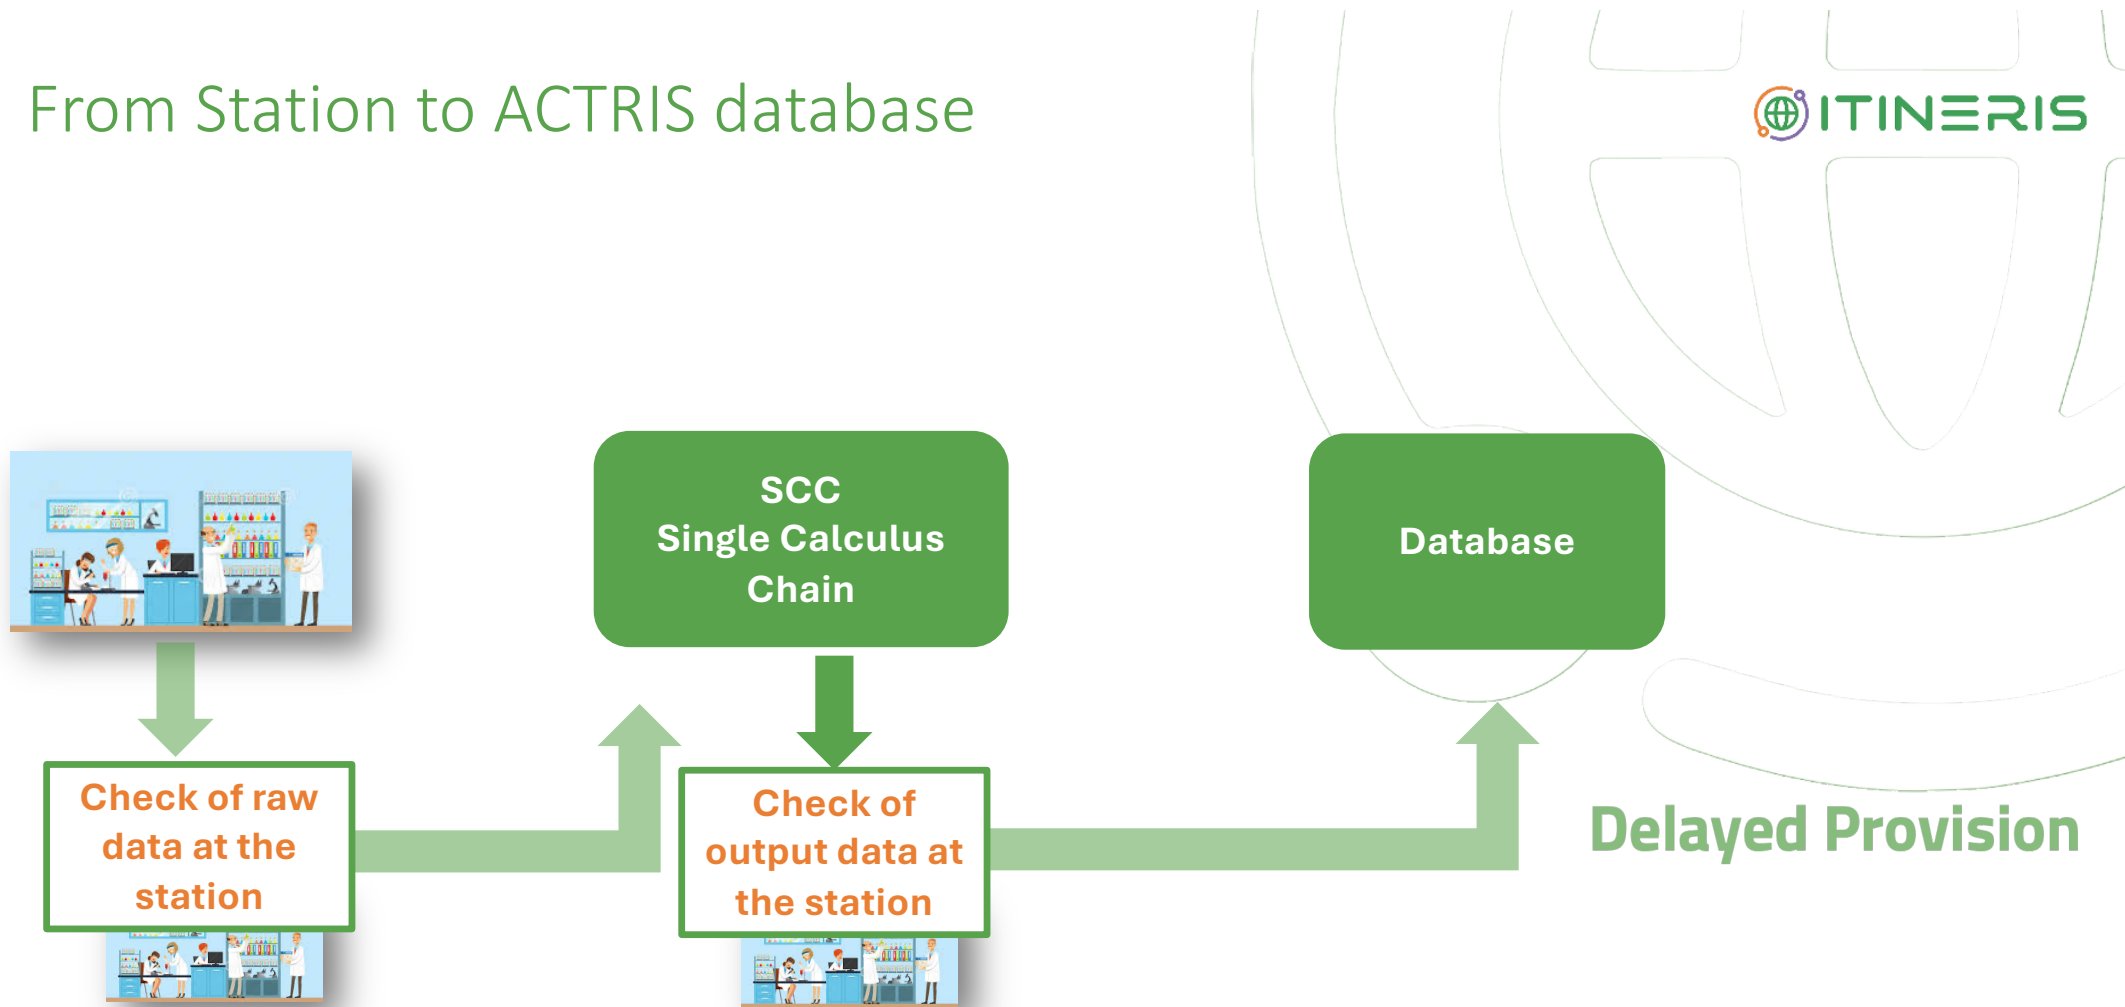 From Station to ACTRIS database
ITINERIS
SCC
Single Calculus
Chain
Database
Check of raw
data at the
station
Check of
output data at
the station
Delayed Provision